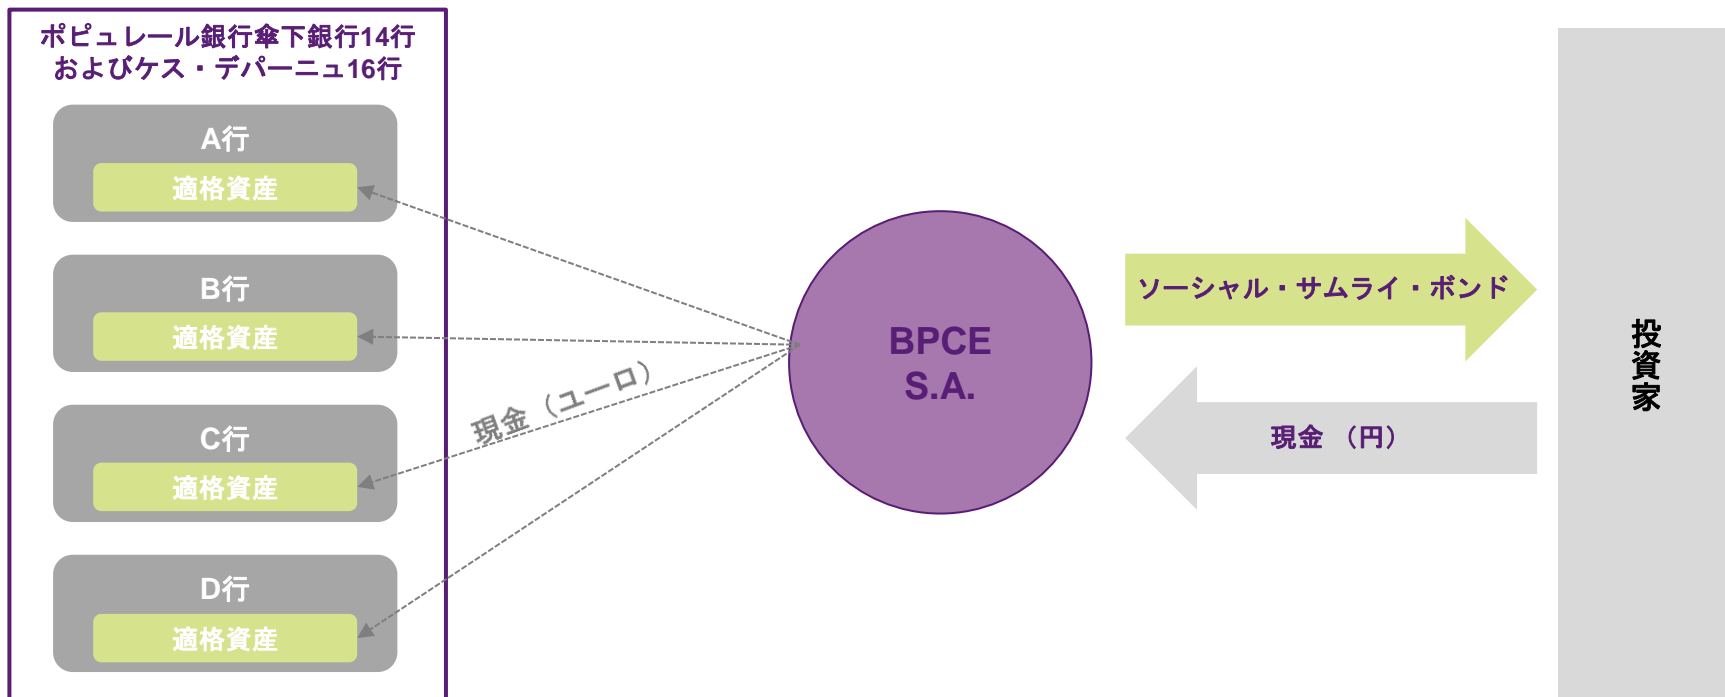 ポピュレール銀行傘下銀行14行
およびケス・デパーニュ16行
A行
適格資産
B行
適格資産
C行
適格資産
D行
適格資産
現金（ユーロ）
BPCE
S.A.
ソーシャル・サムライ・ボンド
現金 （円）
投資家